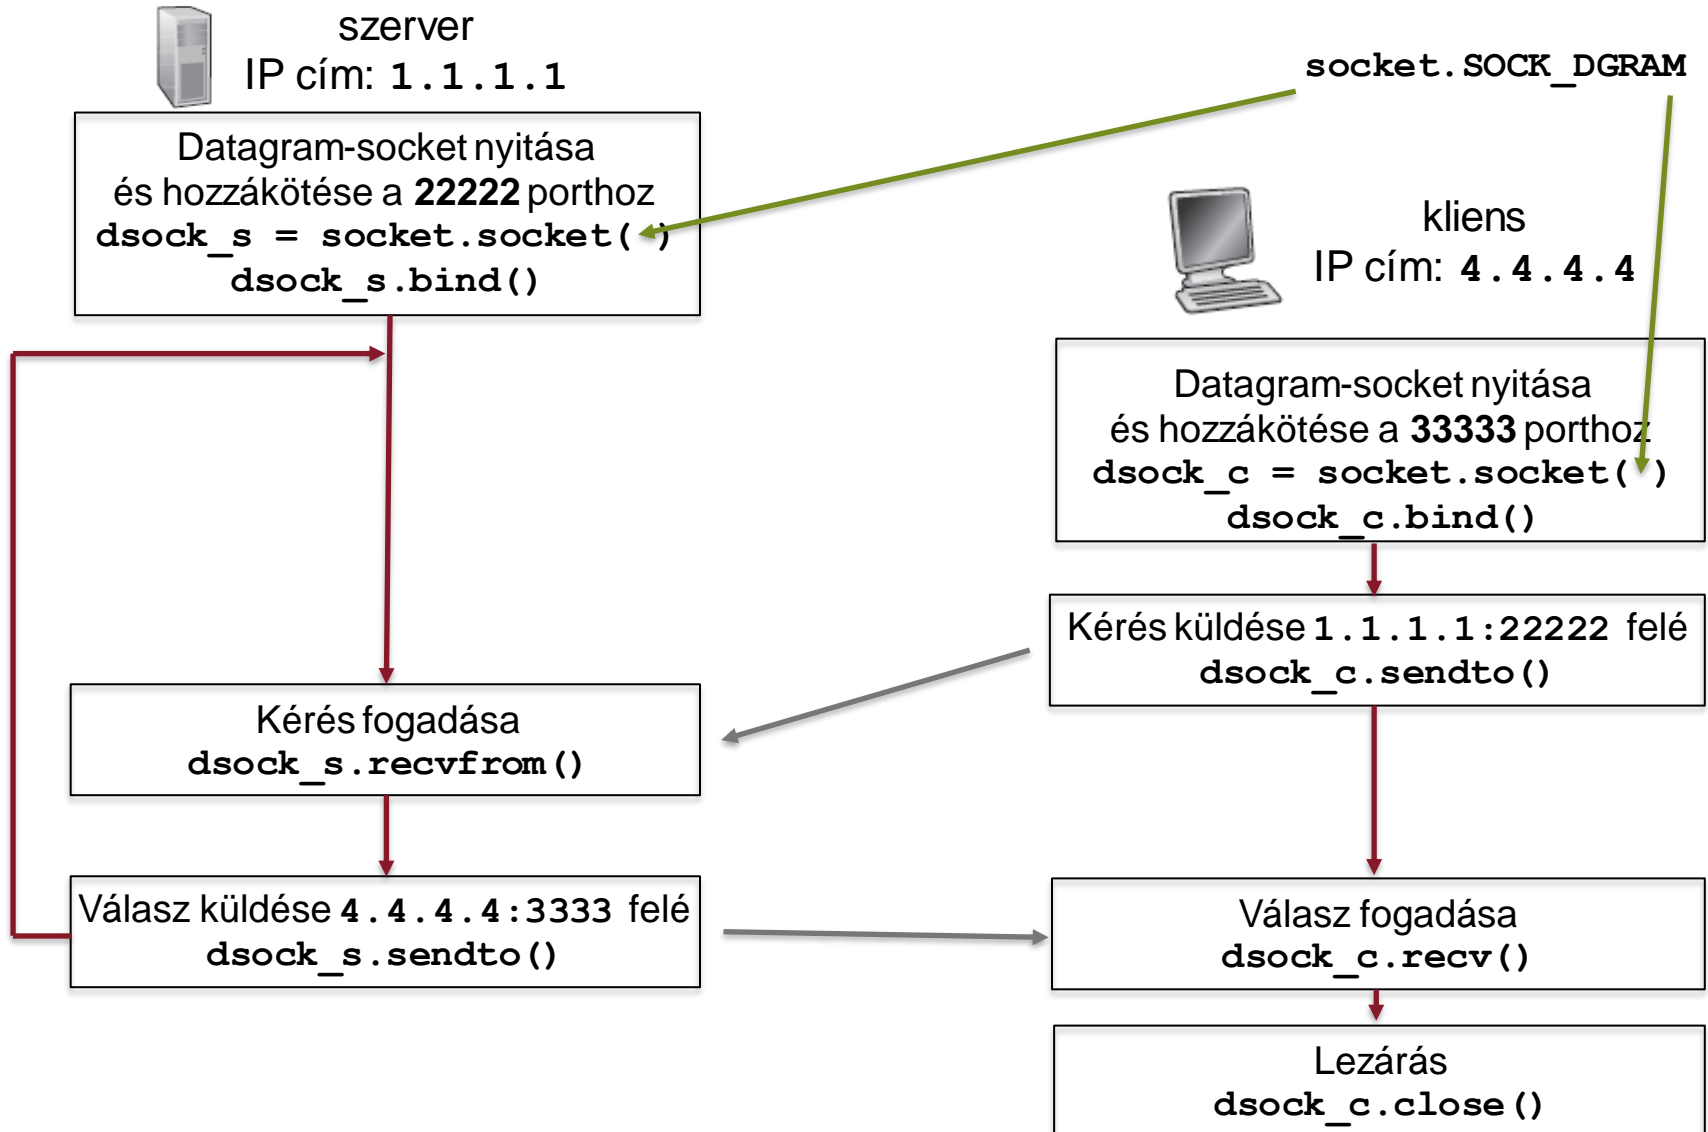 szerver
IP cím: 1.1.1.1
Datagram-socket nyitása
és hozzákötése a 22222 porthoz
dsock_s = socket.socket( )
dsock_s.bind()
Kérés fogadása
dsock_s.recvfrom()
Válasz küldése 4.4.4.4:3333 felé
dsock_s.sendto()
socket.SOCK_DGRAM
kliens
IP cím: 4.4.4.4
Datagram-socket nyitása
és hozzákötése a 33333 porthoz
dsock_c = socket.socket( )
dsock_c.bind()
Kérés küldése 1.1.1.1:22222 felé
dsock_c.sendto()
Válasz fogadása
dsock_c.recv()
Lezárás
dsock_c.close()